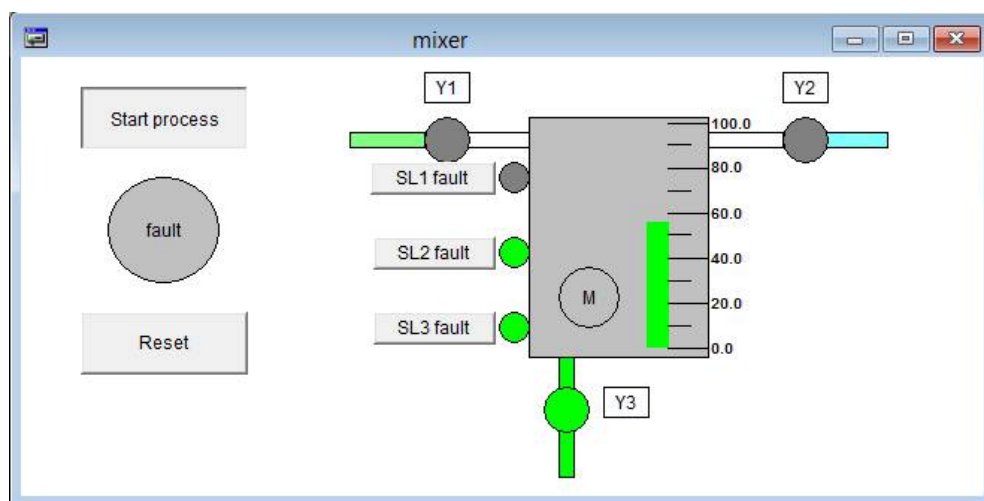 mixer
Y1
Y2
Start process
100.0
SL1 fault
80.0
fault
60.0
SL2 fault
40.0
M
20.0
SL3 fault
Reset
0.0
Y3